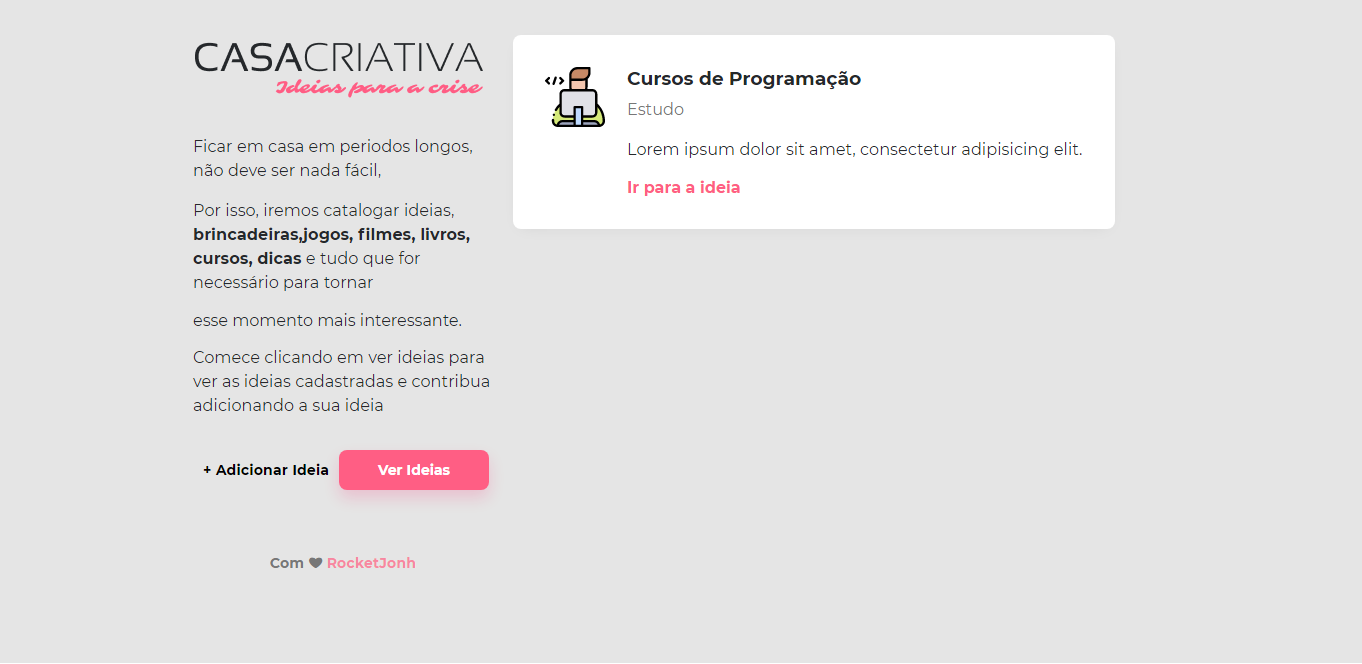 CASACRIATIVA
Ideias para a crise
Ficar em casa em periodos longos,
não deve ser nada fácil,
Por isso, iremos catalogar ideias,
brincadeiras,jogos, filmes, livros,
cursos, dicas e tudo que for
necessário para tornar
esse momento mais interessante.
Comece clicando em ver ideias para
ver as ideias cadastradas e contribua
adicionando a sua ideia
+ Adicionar Ideia
Ver Ideias
Com ♥ RocketJonh
</> 
Cursos de Programação
Estudo
Lorem ipsum dolor sit amet, consectetur adipisicing elit.
Ir para a ideia